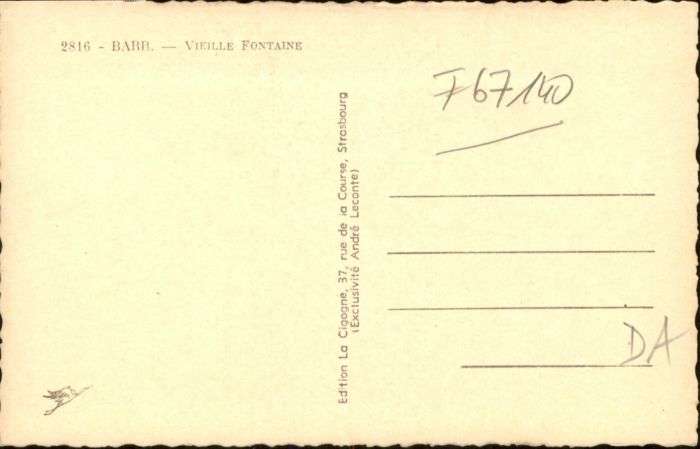 2816 - BARR. — VIEILLE FONTAINE
F67140
Edition La Cigogne, 37, rue de la Course, Strasbourg
(Exclusivité André Leconte)
DA